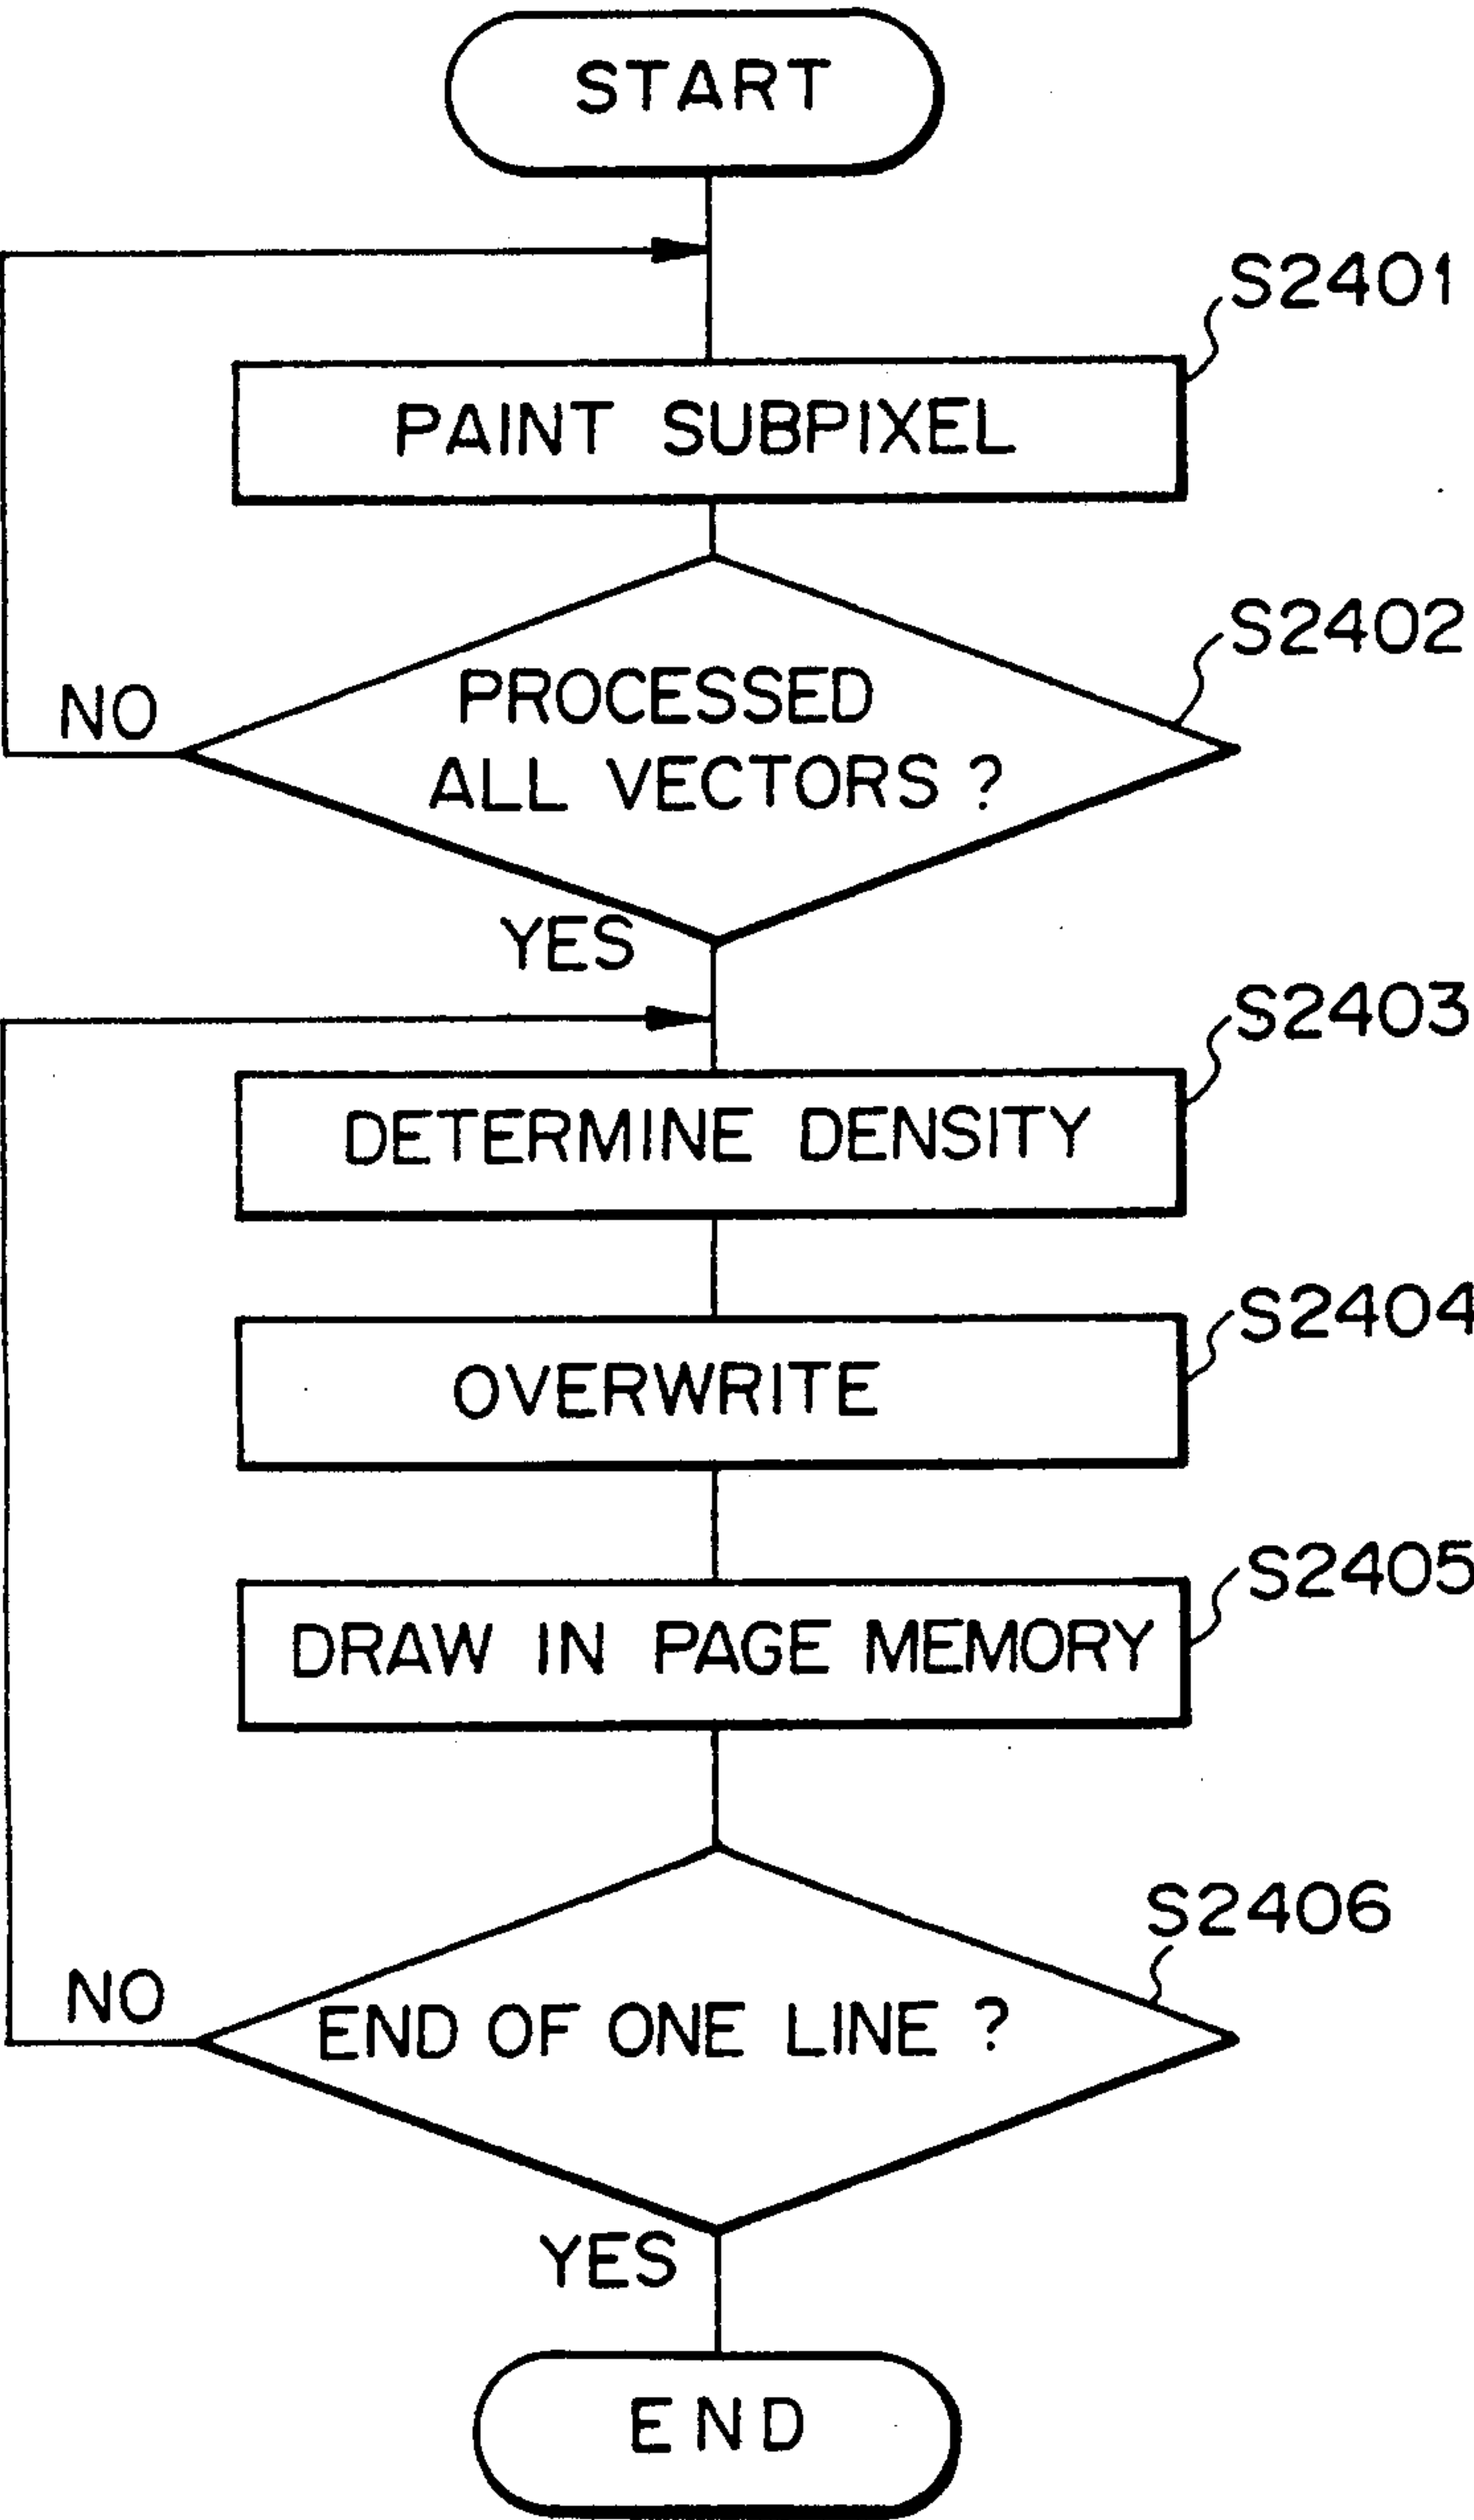 START
S2401
PAINT SUBPIXEL
S2402
PROCESSED
ALL VECTORS ?
NO
YES
S2403
DETERMINE DENSITY
S2404
OVERWRITE
S2405
DRAW IN PAGE MEMORY
S2406
NO
END OF ONE LINE ?
YES
END